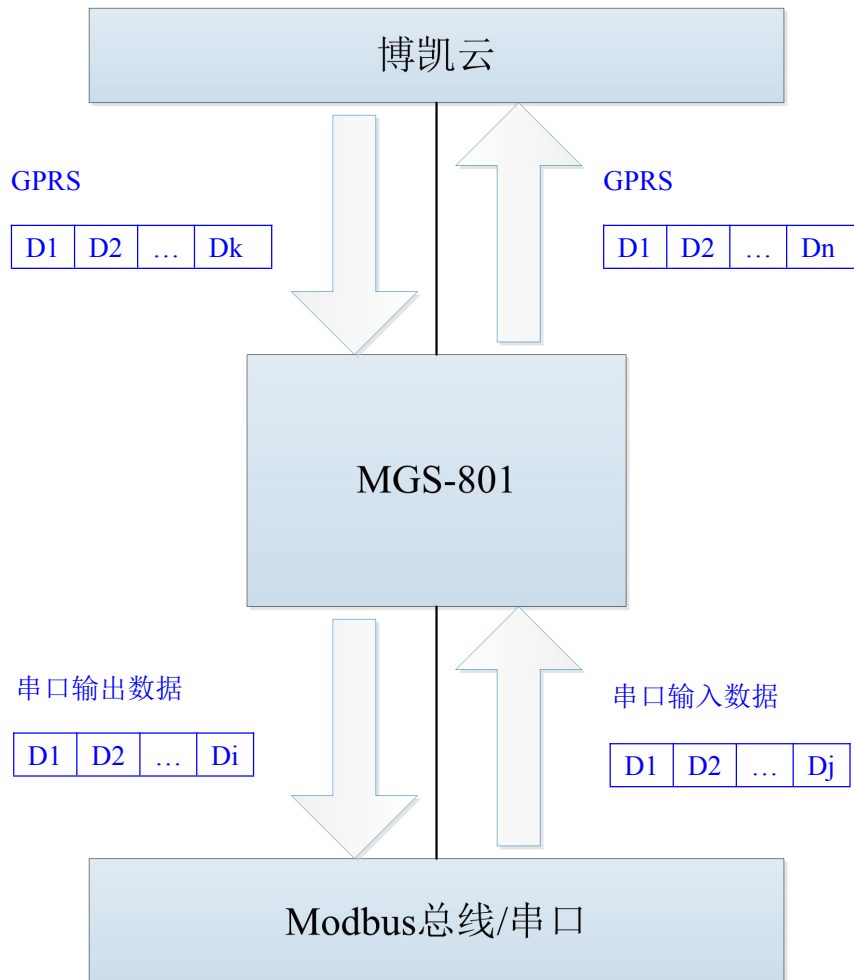 博凯云
GPRS
GPRS
D1 D2 … Dk
D1 D2 … Dn
MGS-801
串口输出数据
串口输入数据
D1 D2 … Di
D1 D2 … Dj
Modbus总线/串口